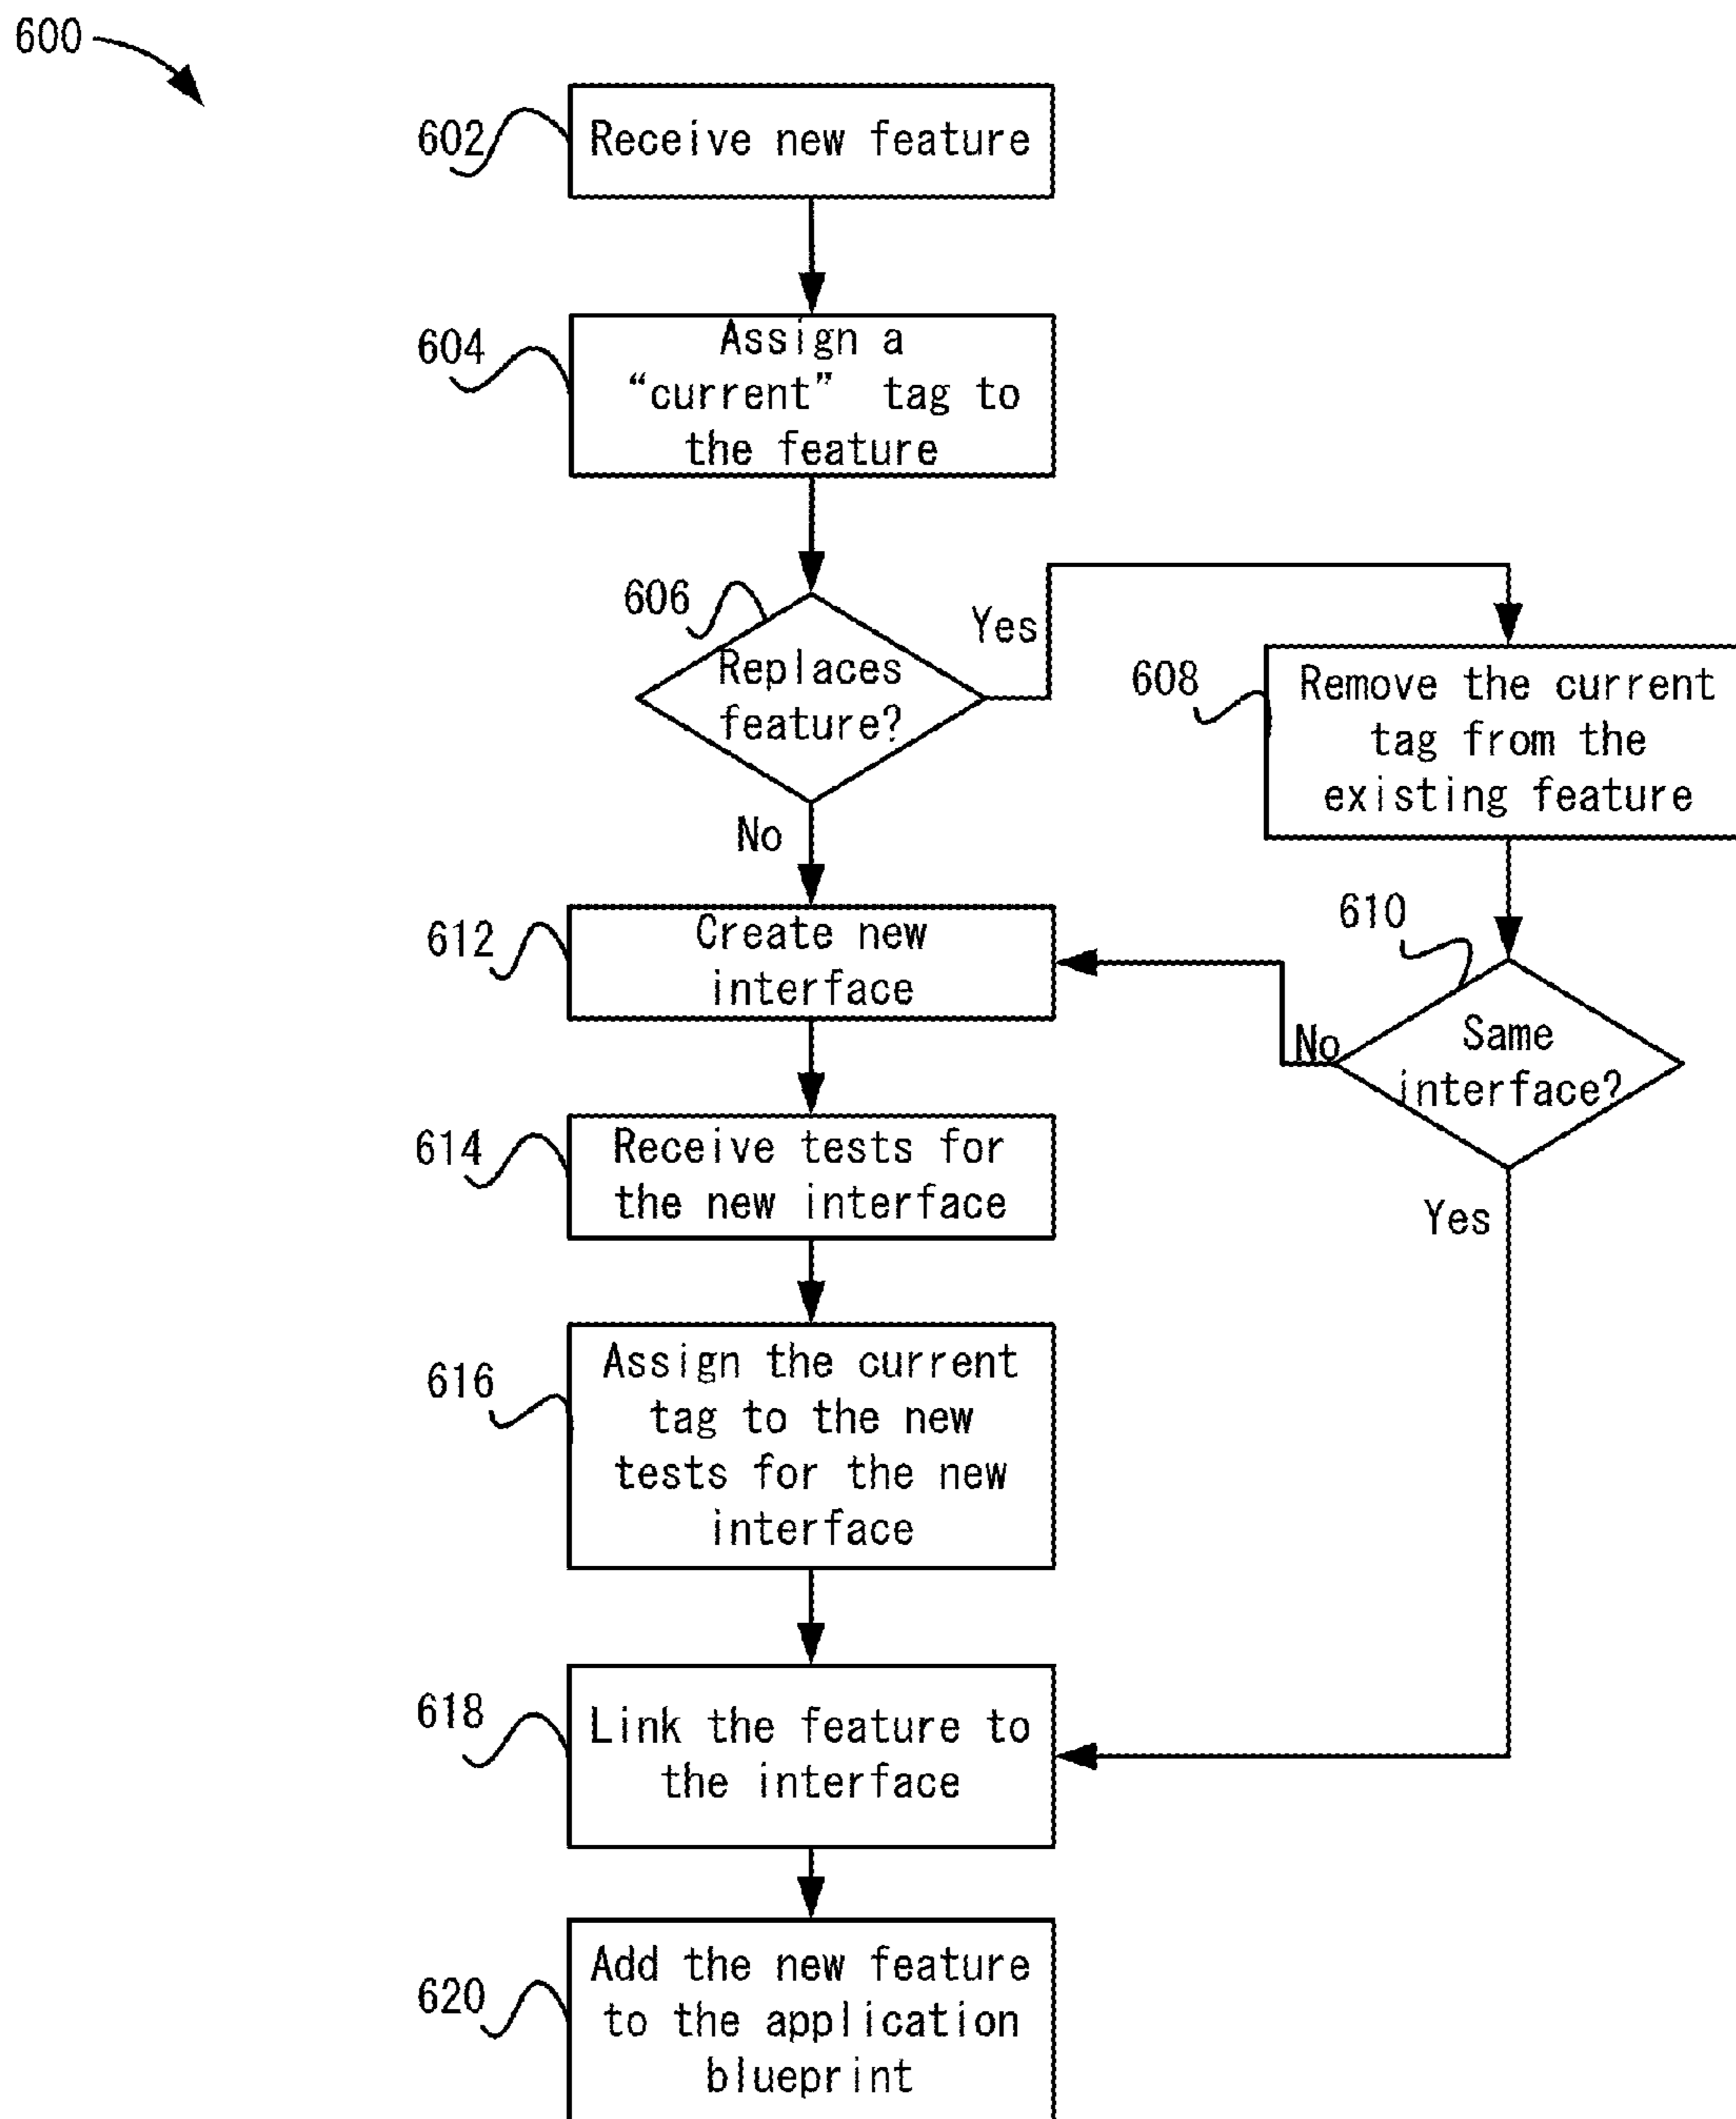 600
602
Receive new feature
604
Assign a
“current” tag to
the feature
606
Replaces
feature?
Yes
No
608
Remove the current
tag from the
existing feature
610
Same
interface?
No
Yes
612
Create new
interface
614
Receive tests for
the new interface
616
Assign the current
tag to the new
tests for the new
interface
618
Link the feature to
the interface
620
Add the new feature
to the application
blueprint